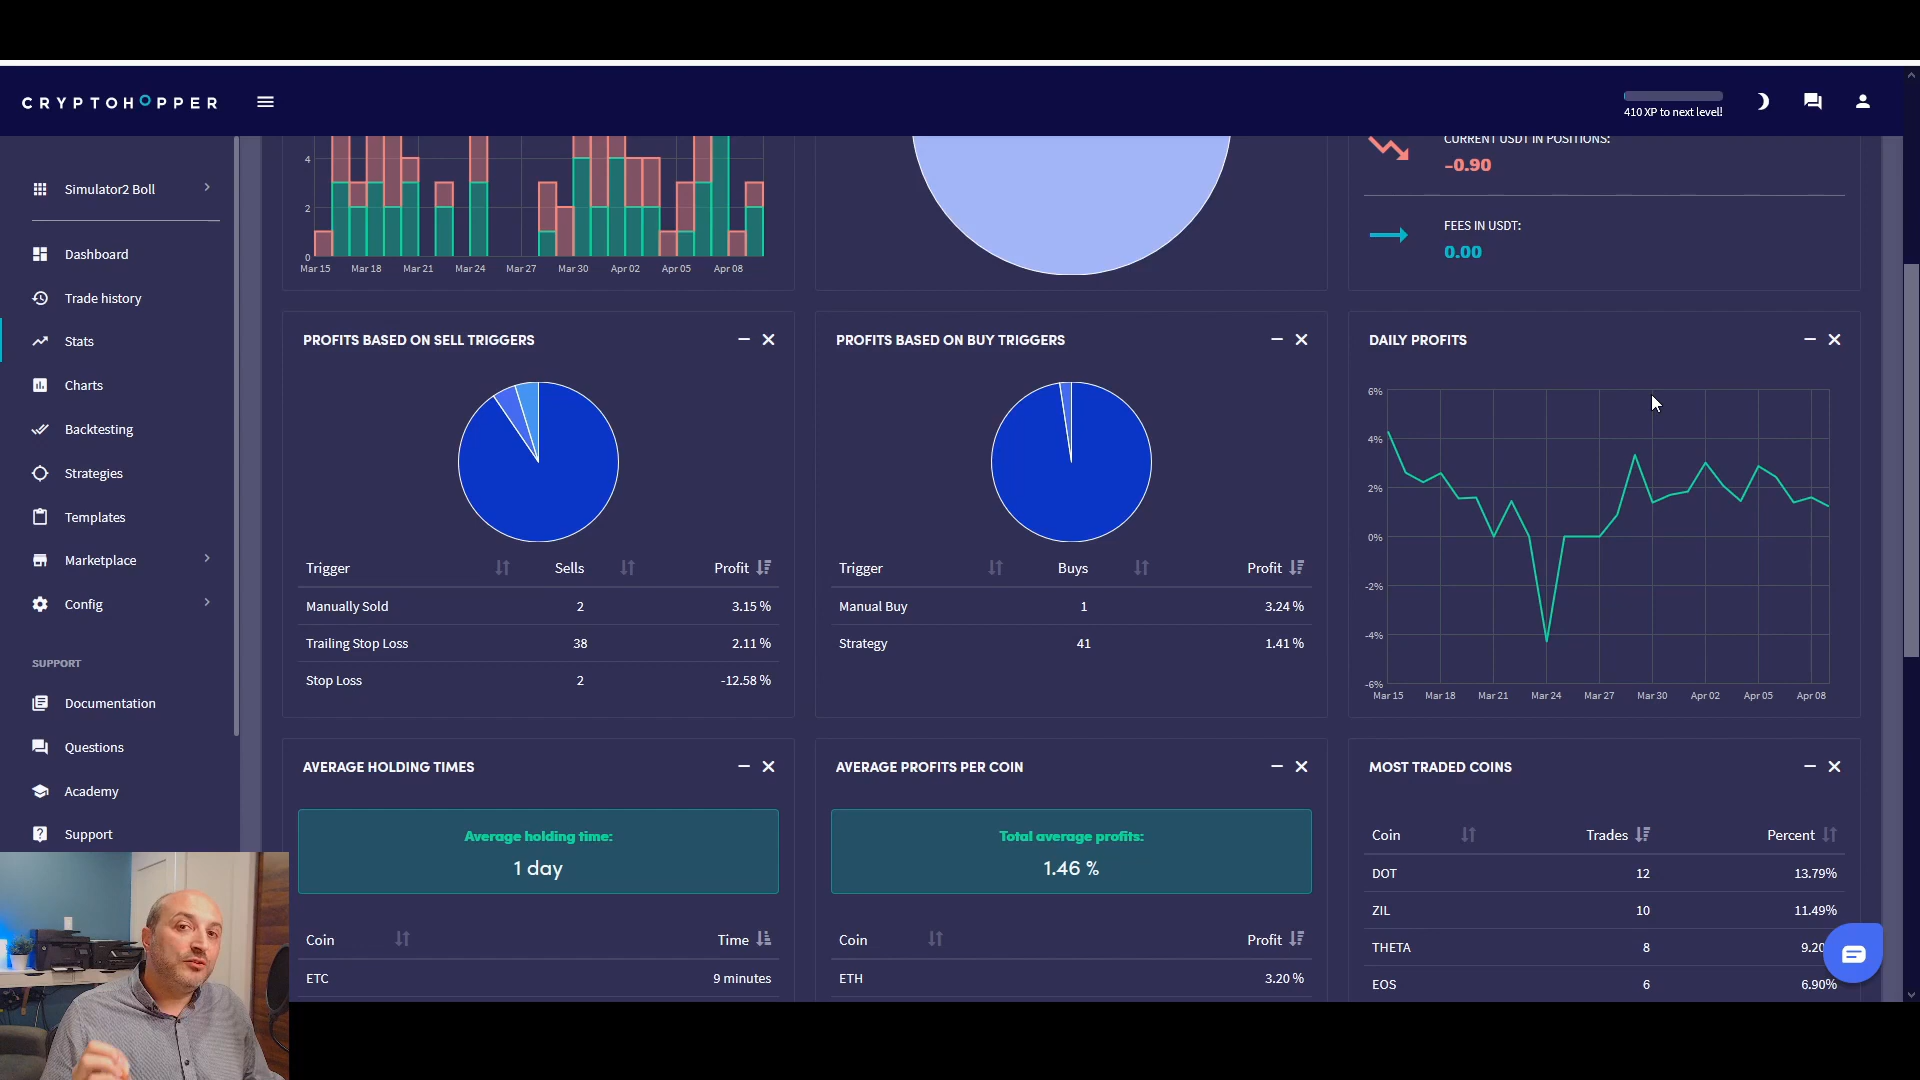 CRYPTOHOPPER
410 XP to next level!
Simulator2 Boll
Dashboard
Trade history
Stats
Charts
Backtesting
Strategies
Templates
Marketplace
Config
SUPPORT
Documentation
Questions
Academy
Support
4
2
0
Mar 15 Mar 18 Mar 21 Mar 24 Mar 27 Mar 30 Apr 02 Apr 05 Apr 08
CURRENT USDT IN POSITIONS:
-0.90
FEES IN USDT:
0.00
PROFITS BASED ON SELL TRIGGERS
Trigger Sells Profit
Manually Sold 2 3.15 %
Trailing Stop Loss 38 2.11 %
Stop Loss 2 -12.58 %
PROFITS BASED ON BUY TRIGGERS
Trigger Buys Profit
Manual Buy 1 3.24 %
Strategy 41 1.41 %
DAILY PROFITS
6%
4%
2%
0%
-2%
-4%
-6%
Mar 15 Mar 18 Mar 21 Mar 24 Mar 27 Mar 30 Apr 02 Apr 05 Apr 08
AVERAGE HOLDING TIMES
Average holding time:
1 day
Coin Time
ETC 9 minutes
AVERAGE PROFITS PER COIN
Total average profits:
1.46 %
Coin Profit
ETH 3.20 %
MOST TRADED COINS
Coin Trades Percent
DOT 12 13.79%
ZIL 10 11.49%
THETA 8 9.20
EOS 6 6.90%